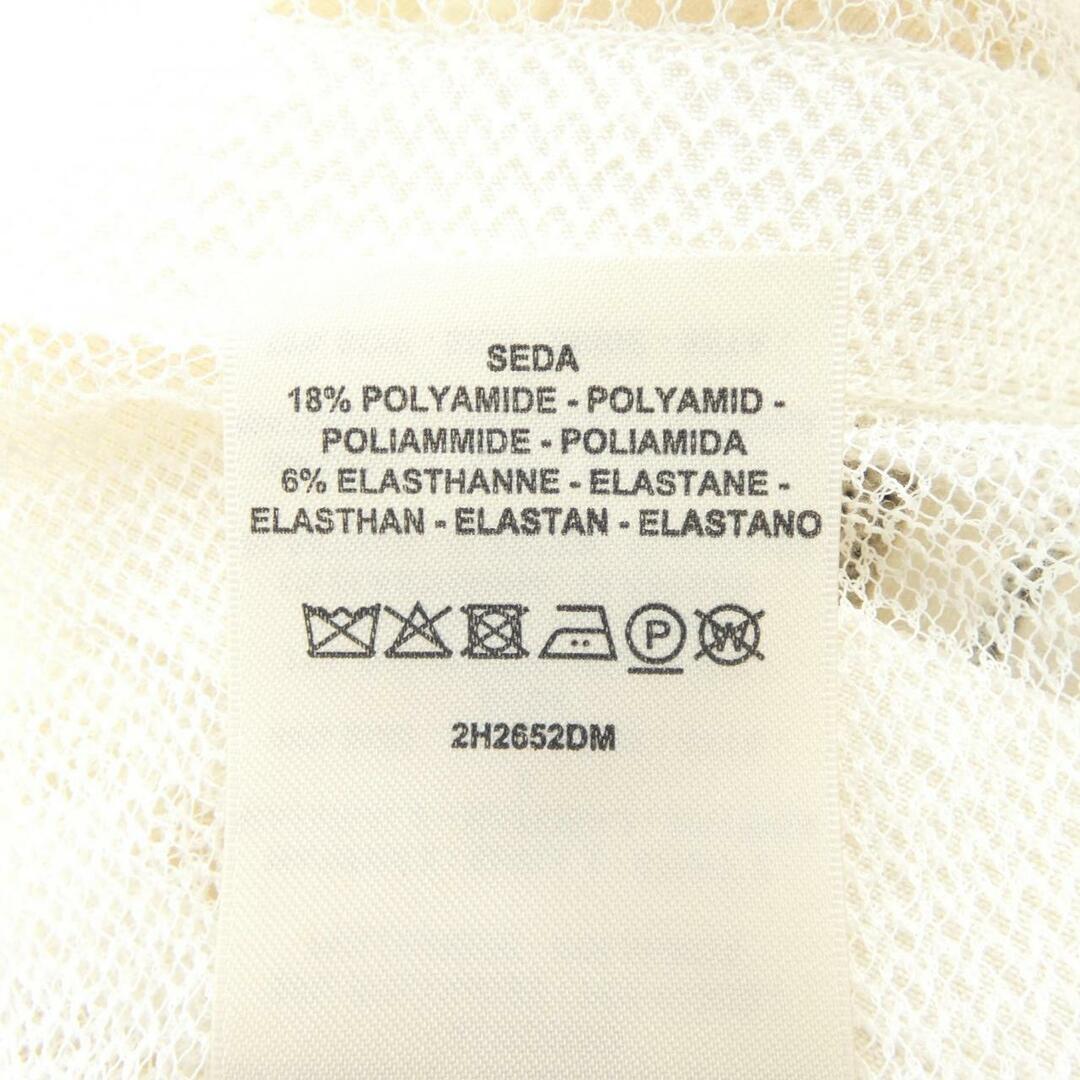 SEDA
18% POLYAMIDE - POLYAMID -
POLIAMMIDE - POLIAMIDA
6% ELASTHANNE - ELASTANE -
ELASTHAN - ELASTAN - ELASTANO
P W
2H2652DM